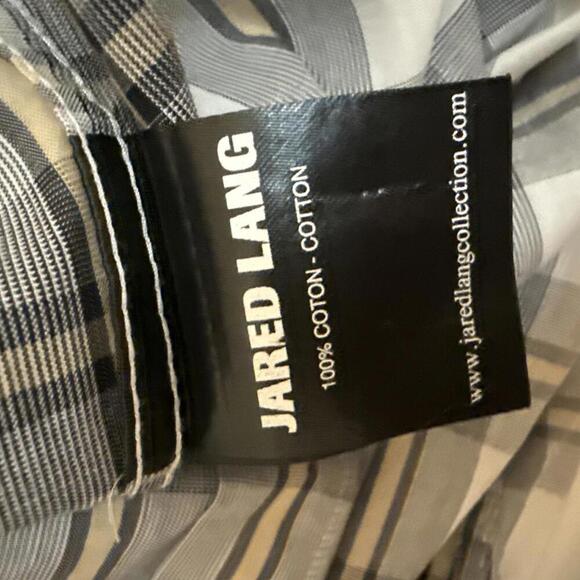 JARED LANG
100% COTON - COTTON
www.jaredlangcollection.com